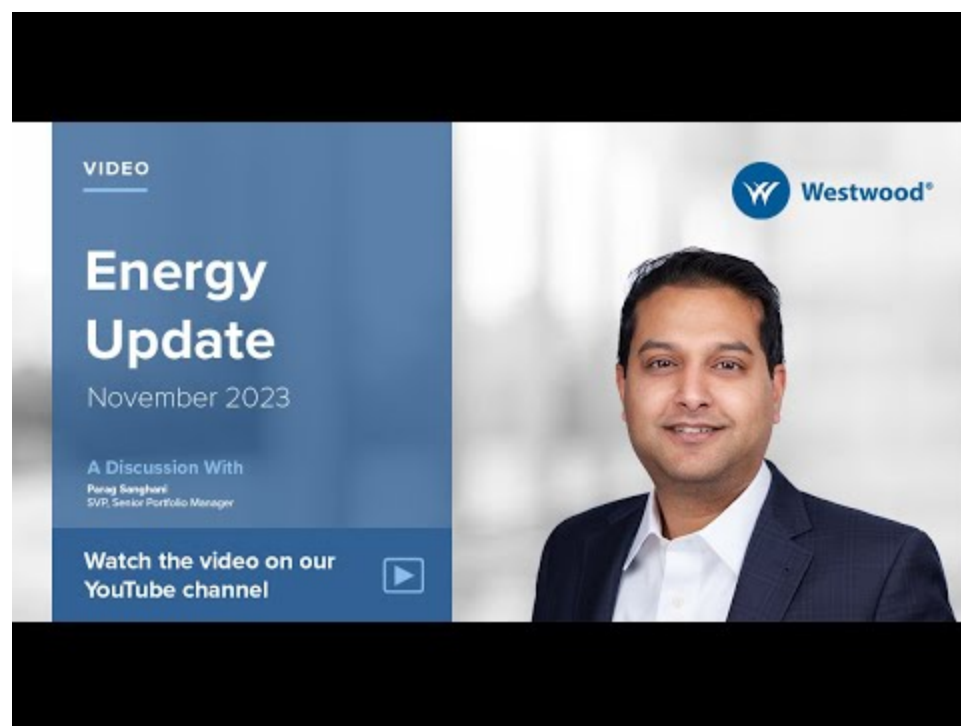 VIDEO
Energy
Update
November 2023
A Discussion With
Parag Sanghani
SVP, Senior Portfolio Manager
Watch the video on our
YouTube channel
Westwood®